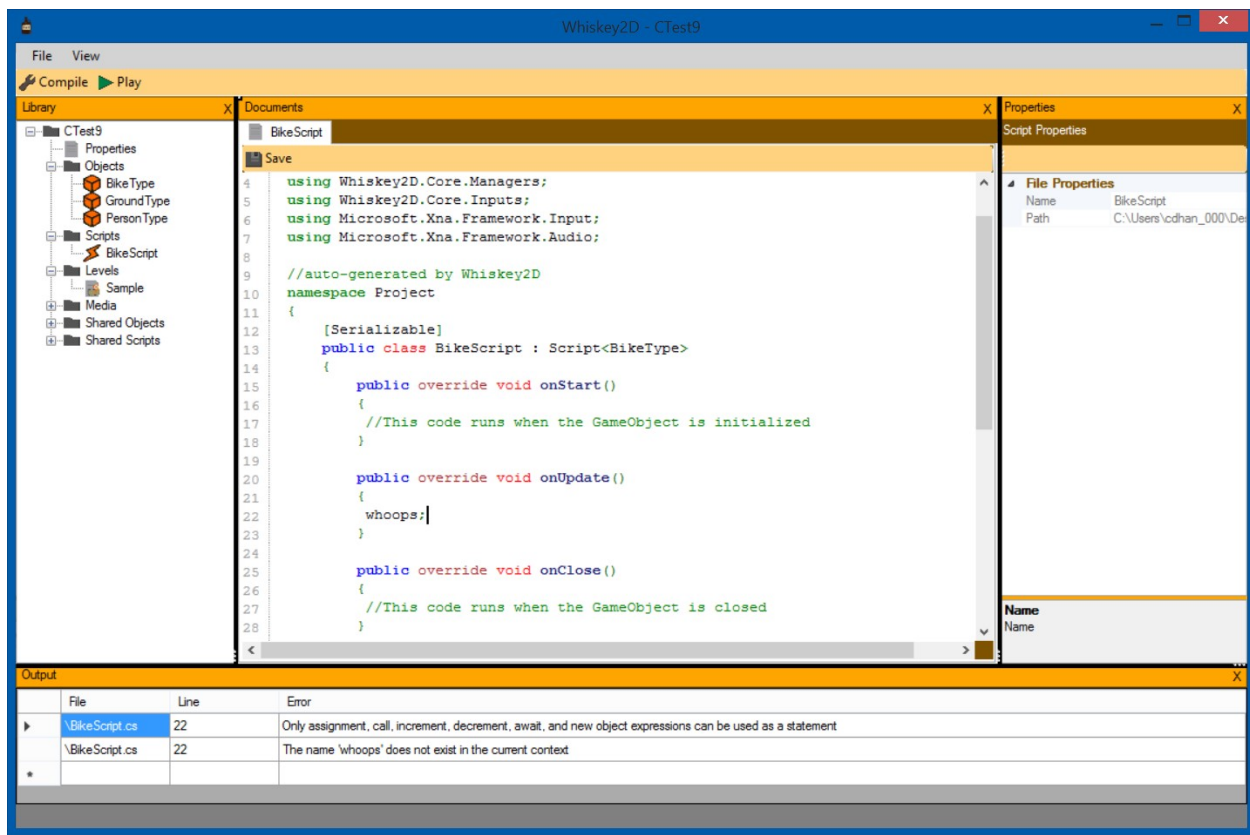 Whiskey2D - CTest9
File View
Compile Play
Library X
CTest9
Properties
Objects
BikeType
GroundType
PersonType
Scripts
BikeScript
Levels
Sample
Media
Shared Objects
Shared Scripts
Documents X
BikeScript
Save
4 using Whiskey2D.Core.Managers;
5 using Whiskey2D.Core.Inputs;
6 using Microsoft.Xna.Framework.Input;
7 using Microsoft.Xna.Framework.Audio;
8
9 //auto-generated by Whiskey2D
10 namespace Project
11 {
12 [Serializable]
13 public class BikeScript : Script<BikeType>
14 {
15 public override void onStart()
16 {
17 //This code runs when the GameObject is initialized
18 }
19
20 public override void onUpdate()
21 {
22 whoops;
23 }
24
25 public override void onClose()
26 {
27 //This code runs when the GameObject is closed
28 }
Properties X
Script Properties
File Properties
Name BikeScript
Path C:\Users\cdhan_000\De
Name
Name
Output X
File Line Error
\BikeScript.cs 22 Only assignment, call, increment, decrement, await, and new object expressions can be used as a statement
\BikeScript.cs 22 The name 'whoops' does not exist in the current context